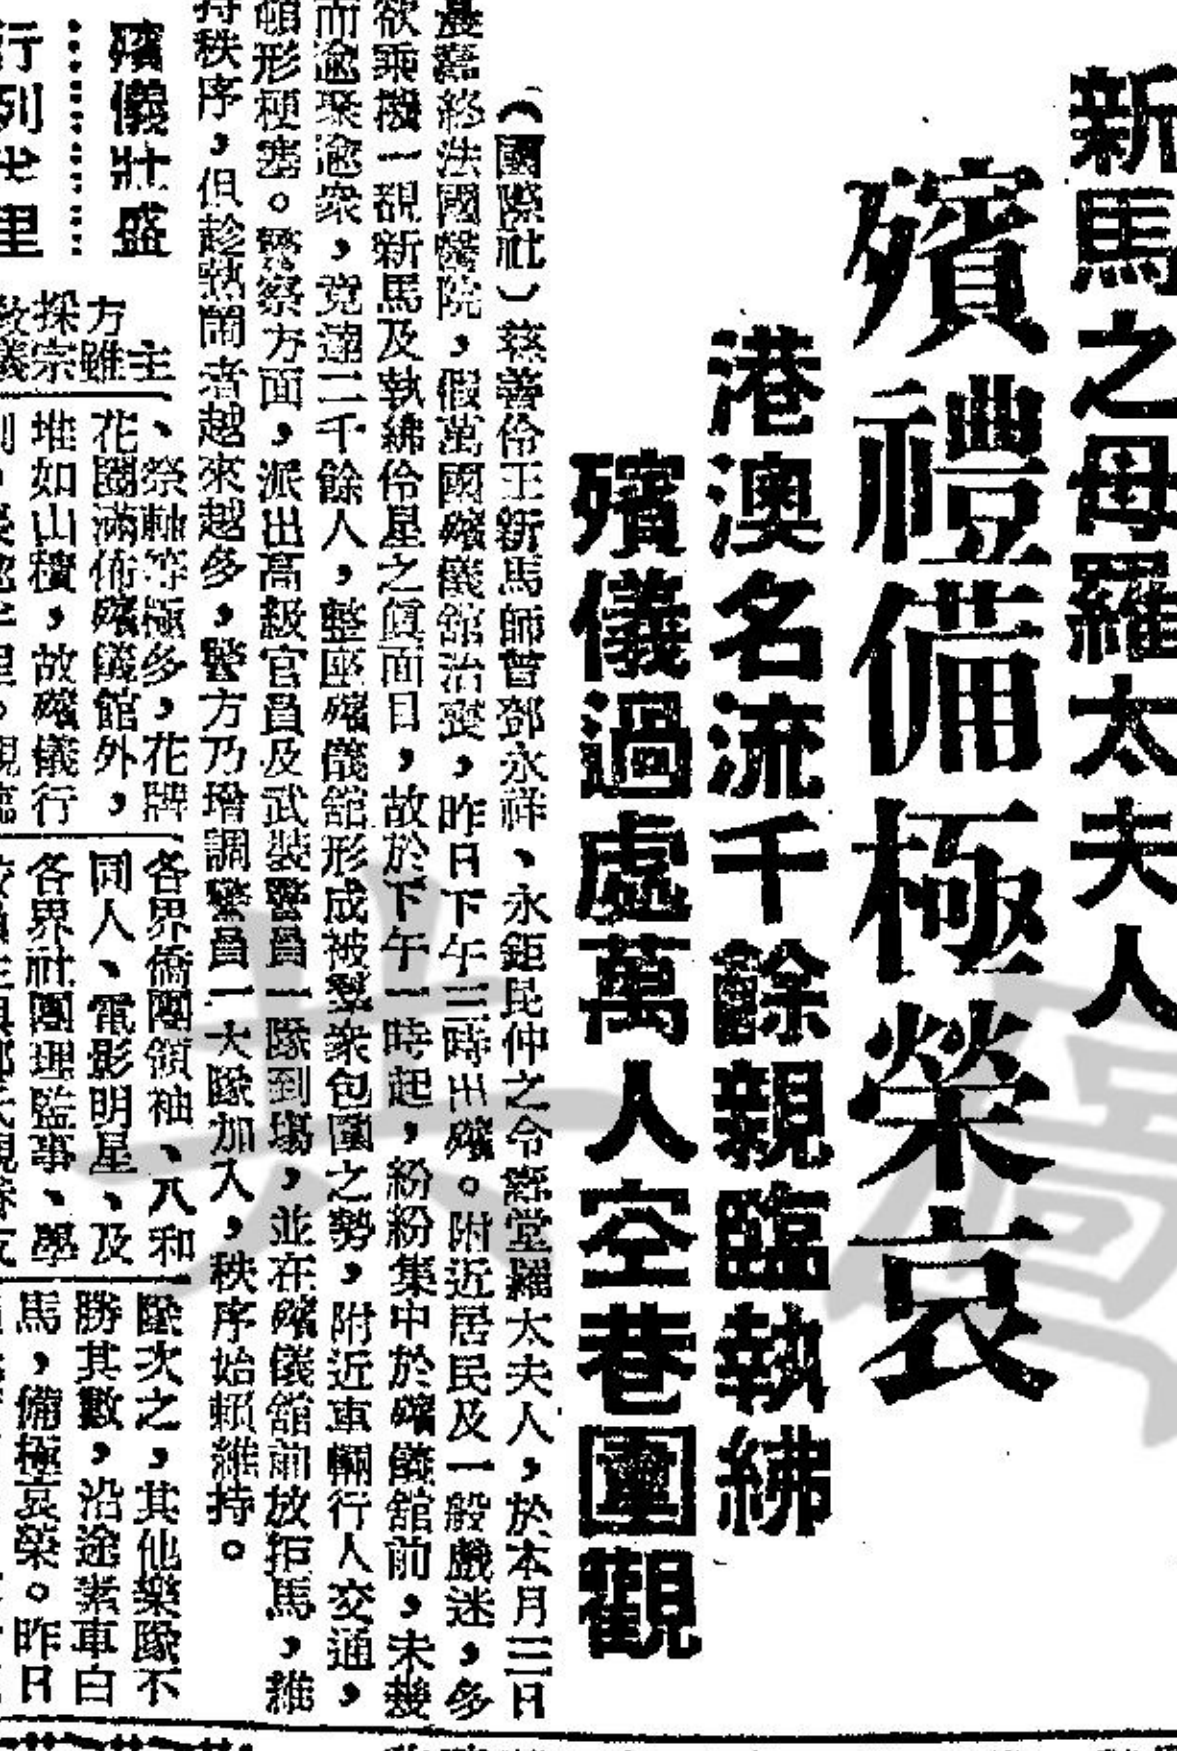 新馬之母羅太夫人
殯禮備極榮哀
港澳名流千餘親臨執紼
殯儀過處萬人空巷圍觀
(國際社)慈善伶王新馬師曾鄧永祥、永鉅昆仲之令壽堂羅太夫人，於本月三日
晨壽終法國醫院，假萬國殯儀館治喪，昨日下午三時出殯。附近居民及一般戲迷，多
欲乘機一覩新馬及執紼伶星之眞面目，故於下午一時起，紛紛集中於殯儀館前，未幾
而逾聚逾衆，竟達二千餘人，整座殯儀館形成被羣衆包圍之勢，附近車輛行人交通，
頓形梗塞。警察方面，派出高級官員及武裝警員一隊到塲，並在殯儀館前放拒馬，維
持秩序，但趁熱鬧者越來越多，警方乃增調警員一大隊加入，秩序始賴維持。
殯儀壯盛
行列半里
主
方雖
採宗
、祭軸等極多，花牌
花圈滿佈殯儀館外，
堆如山積，故殯儀行
各界僑團領袖、八和
同人、電影明星、及
各界社團理監事、學
隊次之，其他樂隊不
勝其數，沿途素車白
馬，備極哀榮。昨日